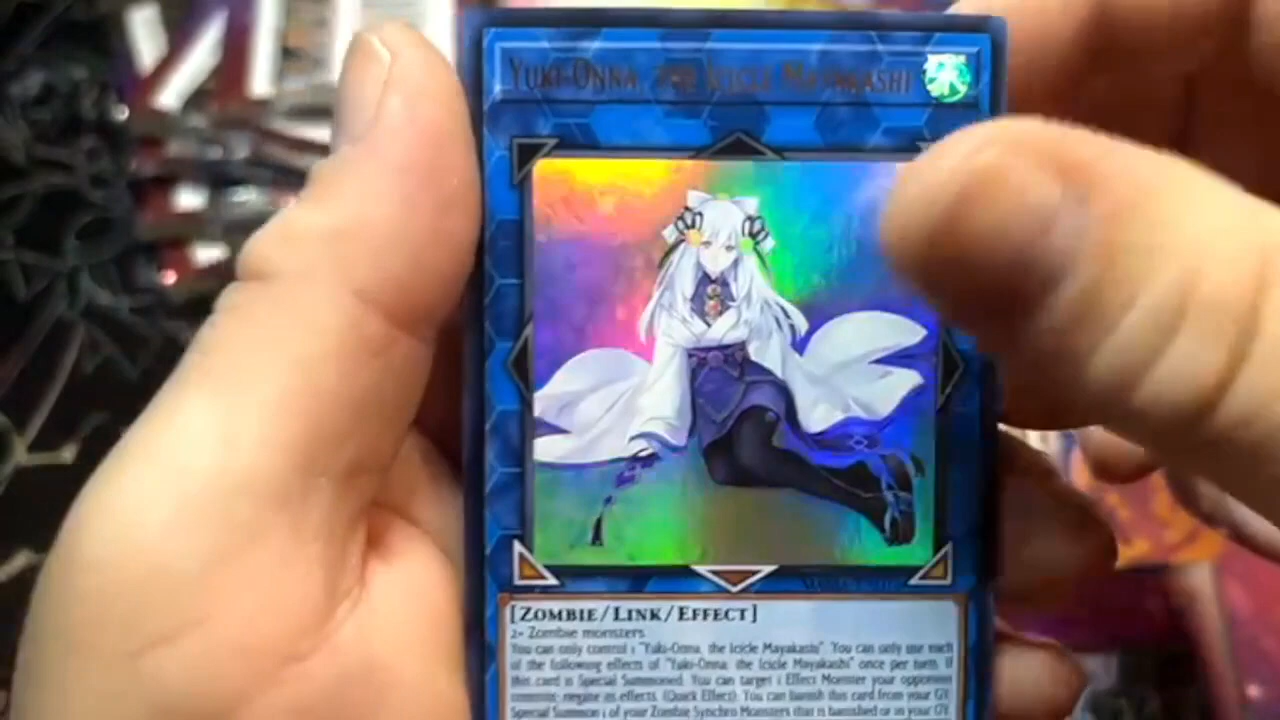 Yuki-Onna, the Icicle Mayakashi
[Zombie/Link/Effect]
2+ Zombie monsters
You can only control 1 "Yuki-Onna, the Icicle Mayakashi". You can only use each
of the following effects of "Yuki-Onna, the Icicle Mayakashi" once per turn. If
this card is Special Summoned: You can target 1 Effect Monster your opponent
controls; negate its effects. (Quick Effect): You can banish this card from your GY;
Special Summon 1 of your Zombie Synchro Monsters that is banished or in your GY